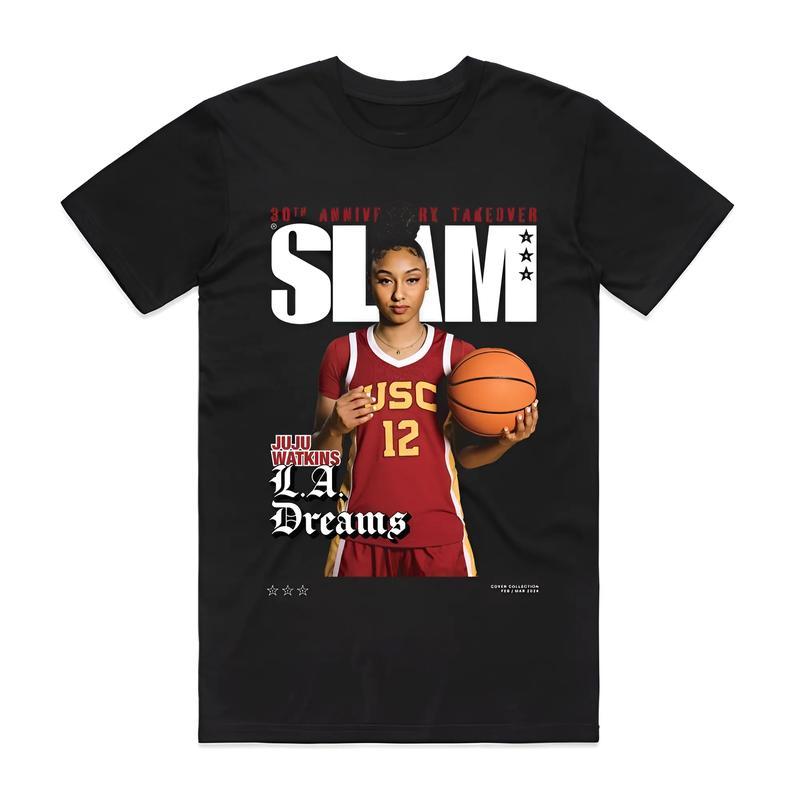 30TH ANNIVE RY TAKEOVER
® SLAM
USC
12
JUJU
WATKINS
L.A.
Dreams
COVER COLLECTION
FEB / MAR 2024